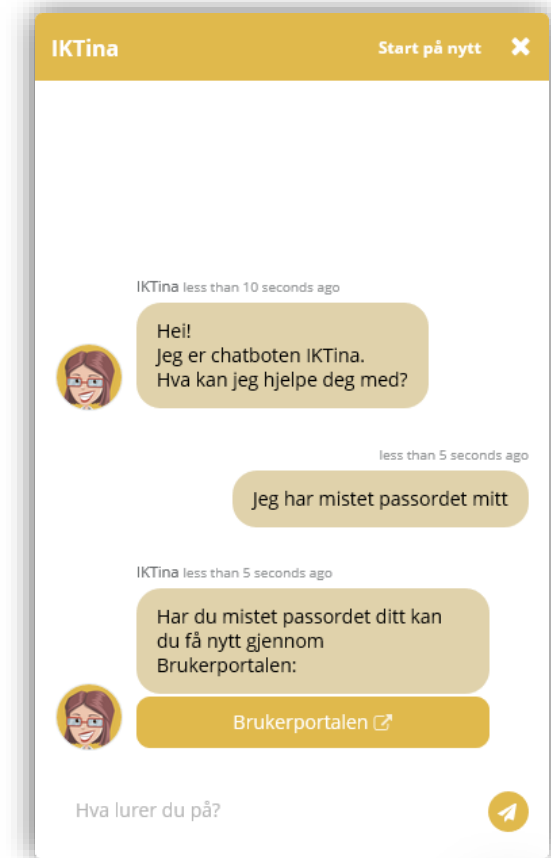 IKTina
Start på nytt
IKTina less than 10 seconds ago
Hei!
Jeg er chatboten IKTina.
Hva kan jeg hjelpe deg med?
less than 5 seconds ago
Jeg har mistet passordet mitt
IKTina less than 5 seconds ago
Har du mistet passordet ditt kan
du få nytt gjennom
Brukerportalen:
Brukerportalen
Hva lurer du på?